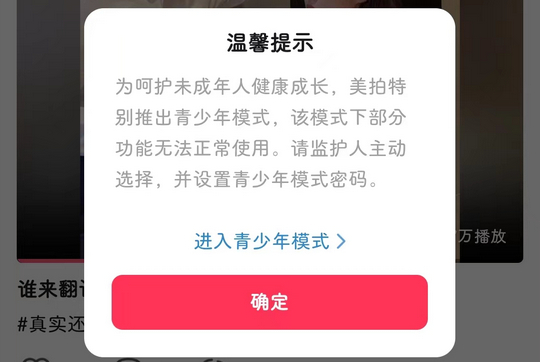 温馨提示
为呵护未成年人健康成长，美拍特
别推出青少年模式，该模式下部分
功能无法正常使用。请监护人主动
选择，并设置青少年模式密码。
进入青少年模式
万播放
确定
谁来翻
#真实还